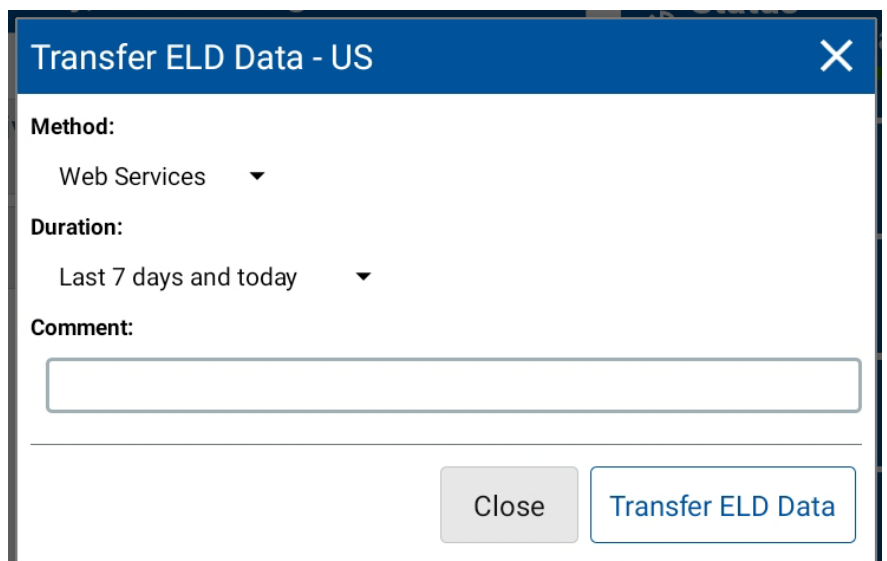 Transfer ELD Data - US
Method:
Web Services
Duration:
Last 7 days and today
Comment:
Close
Transfer ELD Data